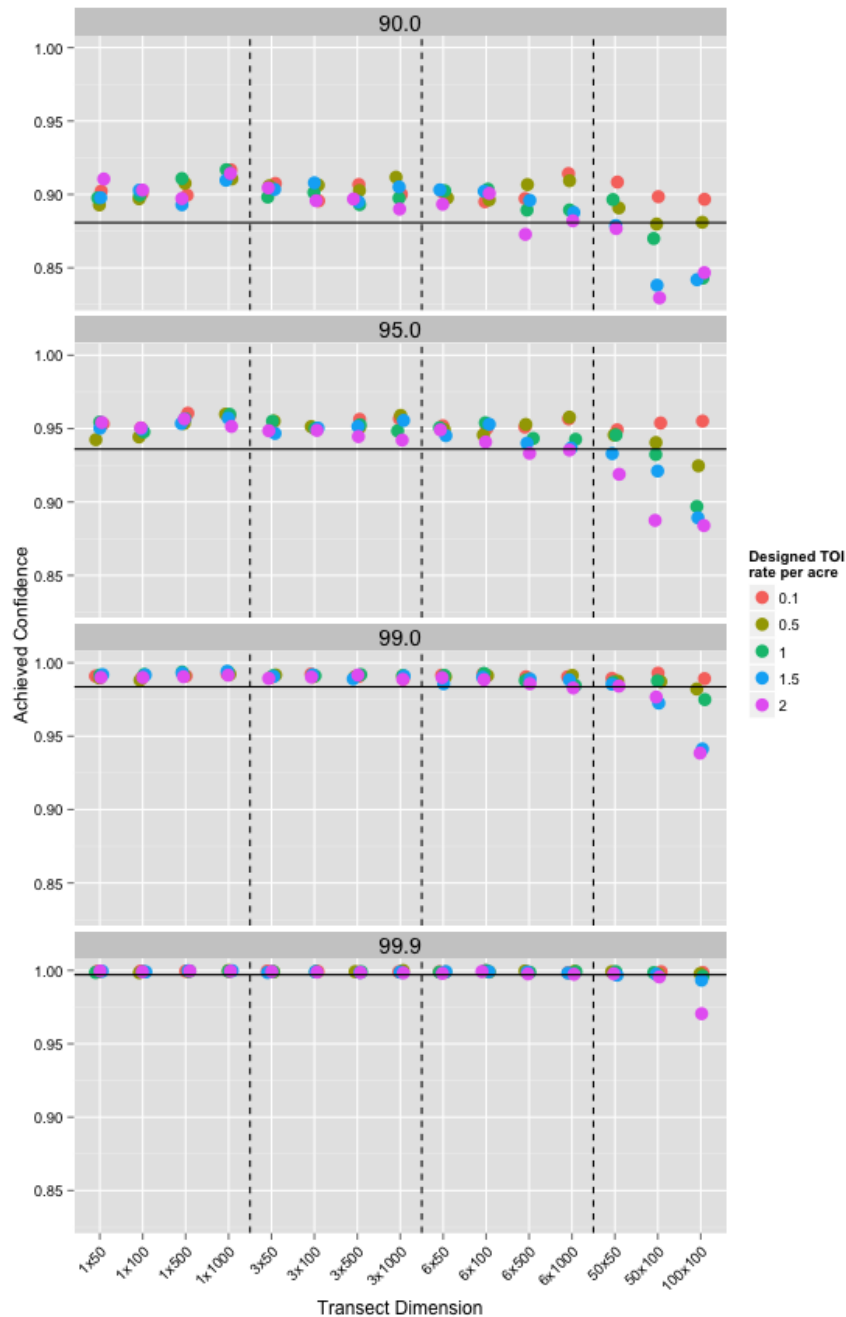 90.0
1.00
0.95
0.90
0.85
95.0
1.00
0.95
0.90
0.85
99.0
1.00
0.95
0.90
0.85
99.9
1.00
0.95
0.90
0.85
Achieved Confidence
1x50
1x100
1x500
1x1000
3x50
3x100
3x500
3x1000
6x50
6x100
6x500
6x1000
50x50
50x100
100x100
Transect Dimension
Designed TOI
rate per acre
0.1
0.5
1
1.5
2